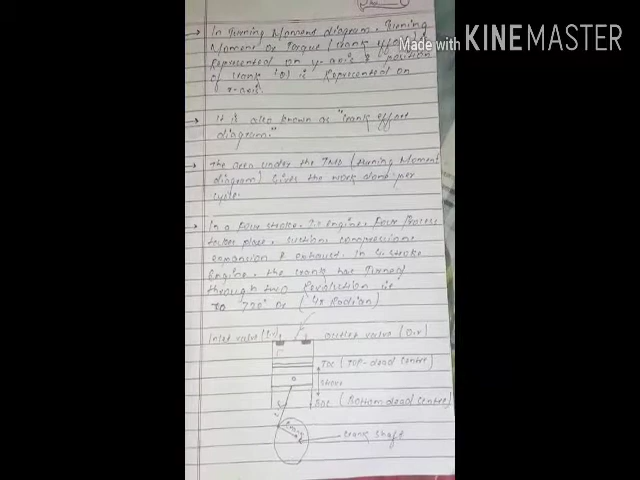 Made with KINEMASTER
→ In Turning Moment diagram. Turning
Moment or Torque (crank effort) is
Represented on y-axis & position
of crank 'θ' is Represented on
x-axis.
→ It is also known as "crank effort
diagram."
→ The area under the TMD (turning Moment
diagram) Gives the work done per
cycle.
→ In a four stroke. I.C engine. Four Process
takes place. suction, compression,
expansion & exhaust. In 4-stroke
Engine. the crank has Turned
through two Revolution i.e
to 720° or (4π Radian)
Inlet valve (I.V) outlet valve (O.V)
TDC (TOP-dead centre)
stroke
BDC (Bottom dead centre)
crank
crank shaft